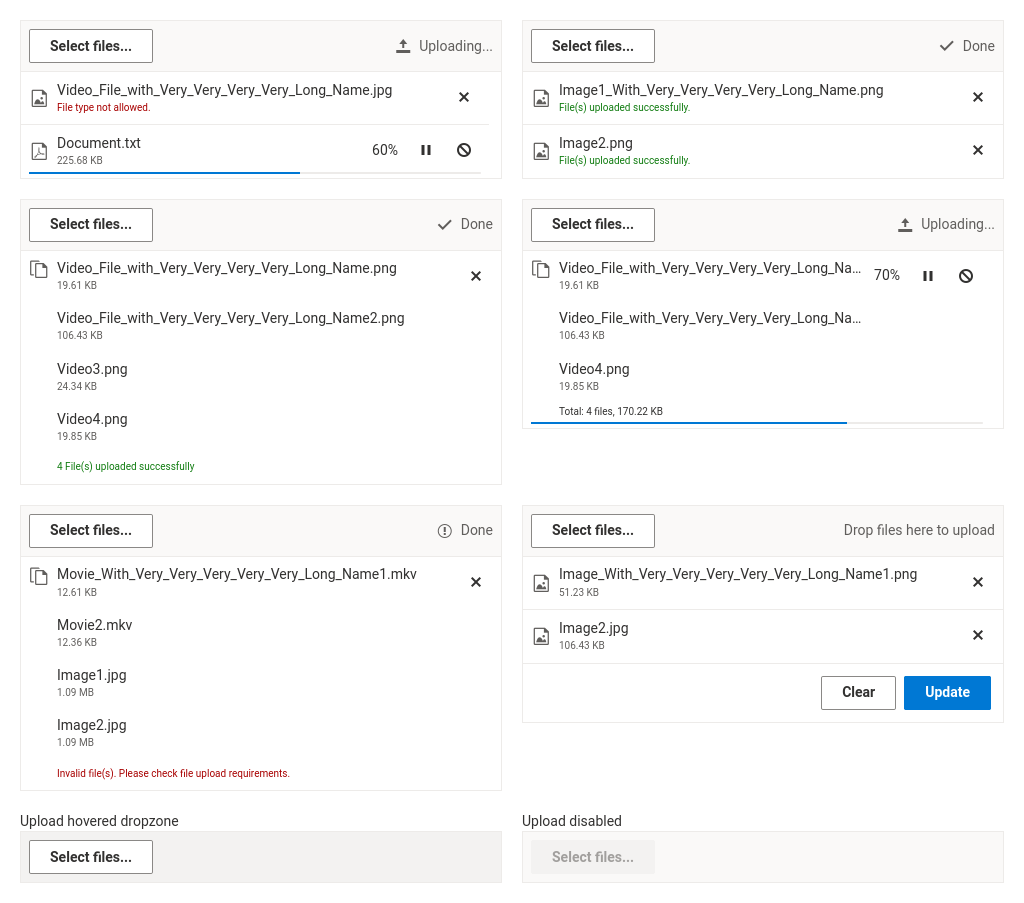 Select files...
Uploading...
Video_File_with_Very_Very_Very_Very_Long_Name.jpg
File type not allowed.
Document.txt
225.68 KB
60%
Select files...
Done
Image1_With_Very_Very_Very_Very_Long_Name.png
File(s) uploaded successfully.
Image2.png
File(s) uploaded successfully.
Select files...
Done
Video_File_with_Very_Very_Very_Very_Long_Name.png
19.61 KB
Video_File_with_Very_Very_Very_Very_Long_Name2.png
106.43 KB
Video3.png
24.34 KB
Video4.png
19.85 KB
4 File(s) uploaded successfully
Select files...
Uploading...
Video_File_with_Very_Very_Very_Very_Long_Na...
19.61 KB
70%
Video_File_with_Very_Very_Very_Very_Long_Na...
106.43 KB
Video4.png
19.85 KB
Total: 4 files, 170.22 KB
Select files...
Done
Movie_With_Very_Very_Very_Very_Very_Long_Name1.mkv
12.61 KB
Movie2.mkv
12.36 KB
Image1.jpg
1.09 MB
Image2.jpg
1.09 MB
Invalid file(s). Please check file upload requirements.
Select files...
Drop files here to upload
Image_With_Very_Very_Very_Very_Very_Long_Name1.png
51.23 KB
Image2.jpg
106.43 KB
Clear
Update
Upload hovered dropzone
Select files...
Upload disabled
Select files...